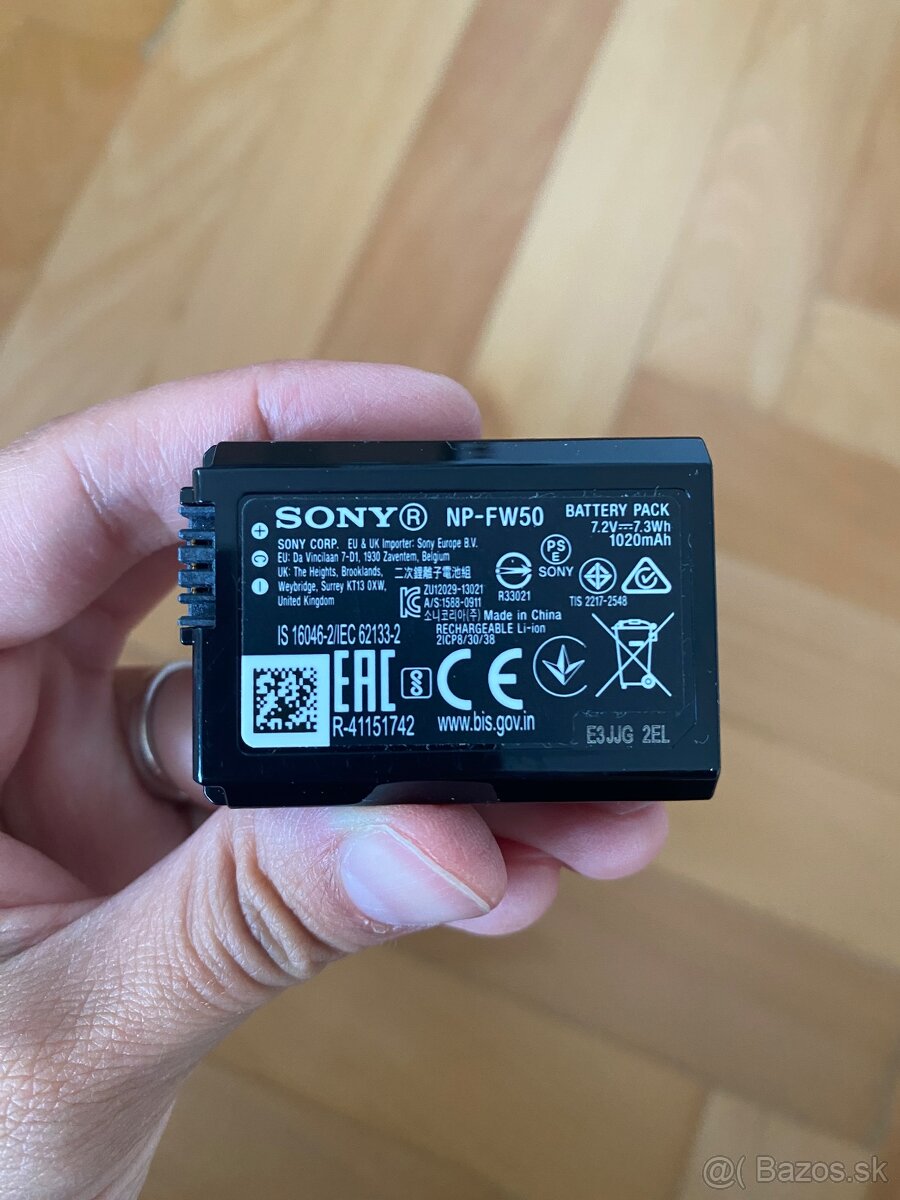 SONY® NP-FW50 BATTERY PACK
7.2V⎓7.3Wh
1020mAh
SONY CORP. EU & UK Importer: Sony Europe B.V.
EU: Da Vincilaan 7-D1, 1930 Zaventem, Belgium
UK: The Heights, Brooklands,
Weybridge, Surrey KT13 0XW,
United Kingdom
二次鋰離子電池組
ZU12029-13021
A/S:1588-0911
소니코리아(주) Made in China
RECHARGEABLE Li-ion
2ICP8/30/38
R33021
PS
E
SONY
TIS 2217-2548
IS 16046-2/IEC 62133-2
EAC
CE
R-41151742
www.bis.gov.in
E3JJG 2EL
@( Bazos.sk